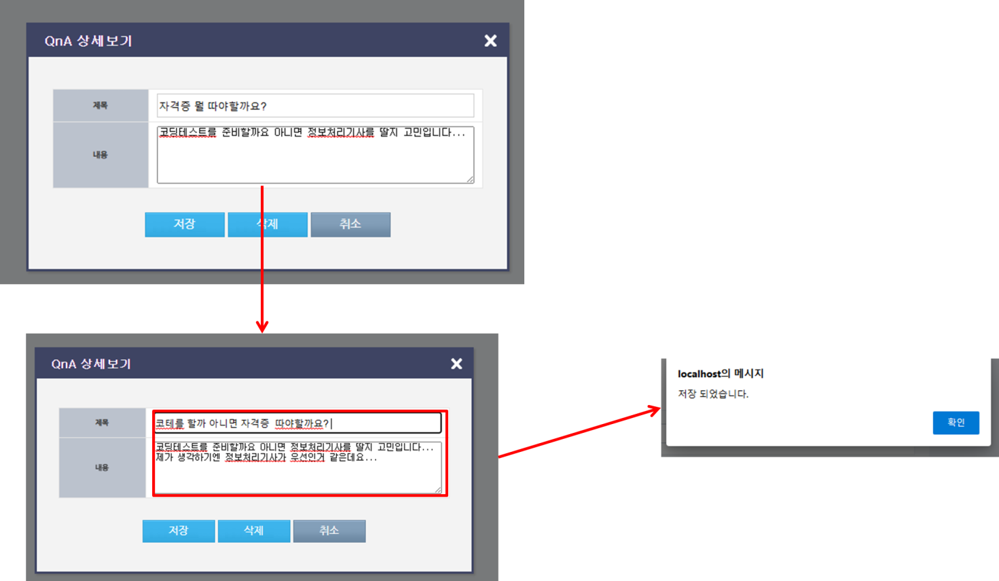 QnA 상세보기
제목
자격증 뭘 따야할까요?
내용
코딩테스트를 준비할까요 아니면 정보처리기사를 딸지 고민입니다...
저장
삭제
취소
QnA 상세보기
제목
코테를 할까 아니면 자격증 따야할까요?
내용
코딩테스트를 준비할까요 아니면 정보처리기사를 딸지 고민입니다...
제가 생각하기엔 정보처리기사가 우선인거 같은데요...
저장
삭제
취소
localhost의 메시지
저장 되었습니다.
확인